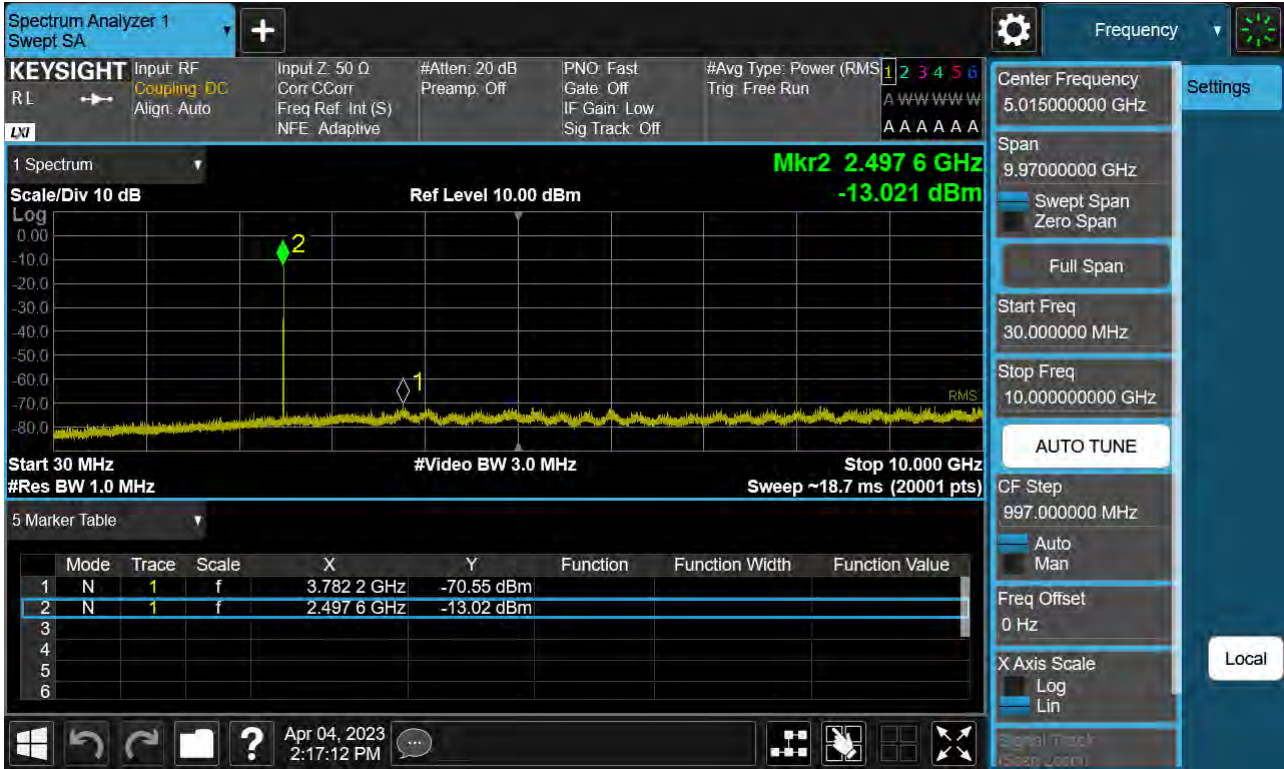 Spectrum Analyzer 1
Swept SA
+
Frequency
KEYSIGHT
RL
LXI
Input: RF
Coupling: DC
Align: Auto
Input Z: 50 Ω
Corr CCorr
Freq Ref: Int (S)
NFE: Adaptive
#Atten: 20 dB
Preamp: Off
PNO: Fast
Gate: Off
IF Gain: Low
Sig Track: Off
#Avg Type: Power (RMS
Trig: Free Run
1 2 3 4 5 6
A W W W W W
A A A A A A
1 Spectrum
Scale/Div 10 dB
Ref Level 10.00 dBm
Mkr2 2.497 6 GHz
-13.021 dBm
Log
0.00
-10.0
-20.0
-30.0
-40.0
-50.0
-60.0
-70.0
-80.0
2
1
RMS
Start 30 MHz
#Video BW 3.0 MHz
Stop 10.000 GHz
#Res BW 1.0 MHz
Sweep ~18.7 ms (20001 pts)
5 Marker Table
Mode Trace Scale X Y Function Function Width Function Value
1 N 1 f 3.782 2 GHz -70.55 dBm
2 N 1 f 2.497 6 GHz -13.02 dBm
3
4
5
6
?
Apr 04, 2023
2:17:12 PM
Center Frequency
5.015000000 GHz
Settings
Span
9.97000000 GHz
Swept Span
Zero Span
Full Span
Start Freq
30.000000 MHz
Stop Freq
10.000000000 GHz
AUTO TUNE
CF Step
997.000000 MHz
Auto
Man
Freq Offset
0 Hz
X Axis Scale
Log
Lin
Local
Signal Track
(Span Zoom)